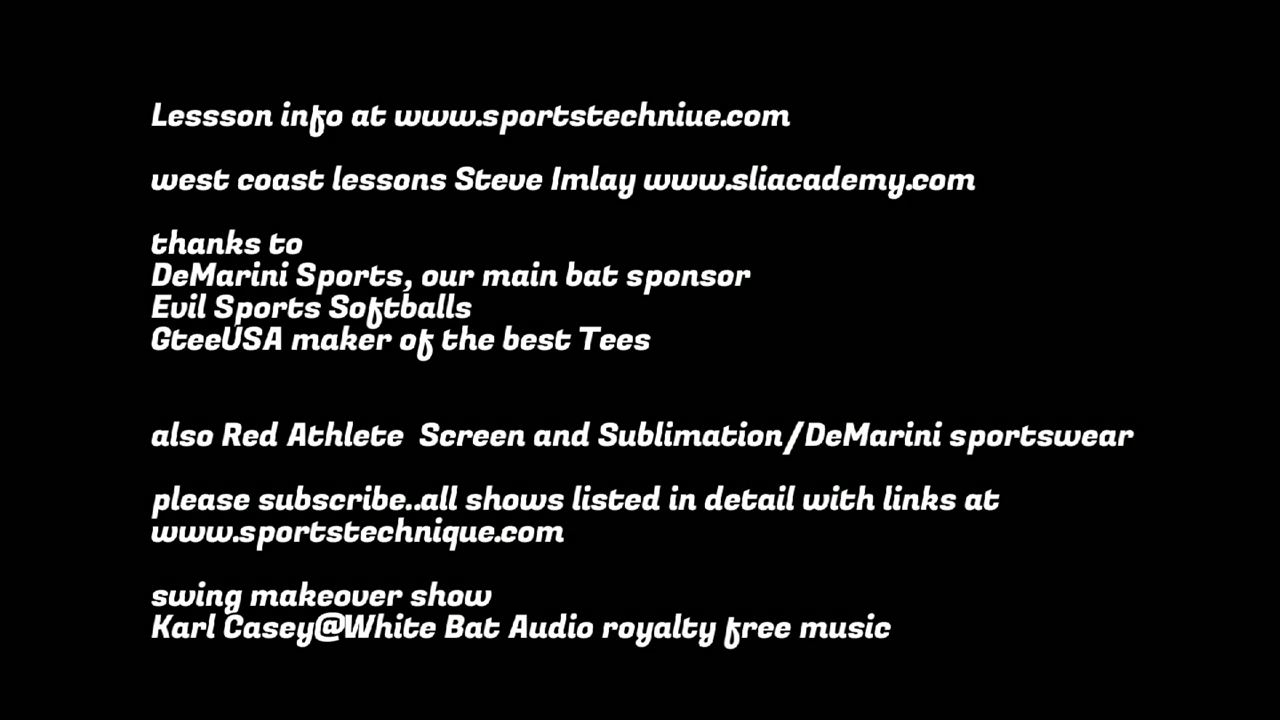 Lessson info at www.sportstechniue.com
west coast lessons Steve Imlay www.sliacademy.com
thanks to
DeMarini Sports, our main bat sponsor
Evil Sports Softballs
GteeUSA maker of the best Tees
also Red Athlete  Screen and Sublimation/DeMarini sportswear
please subscribe..all shows listed in detail with links at
www.sportstechnique.com
swing makeover show
Karl Casey@White Bat Audio royalty free music